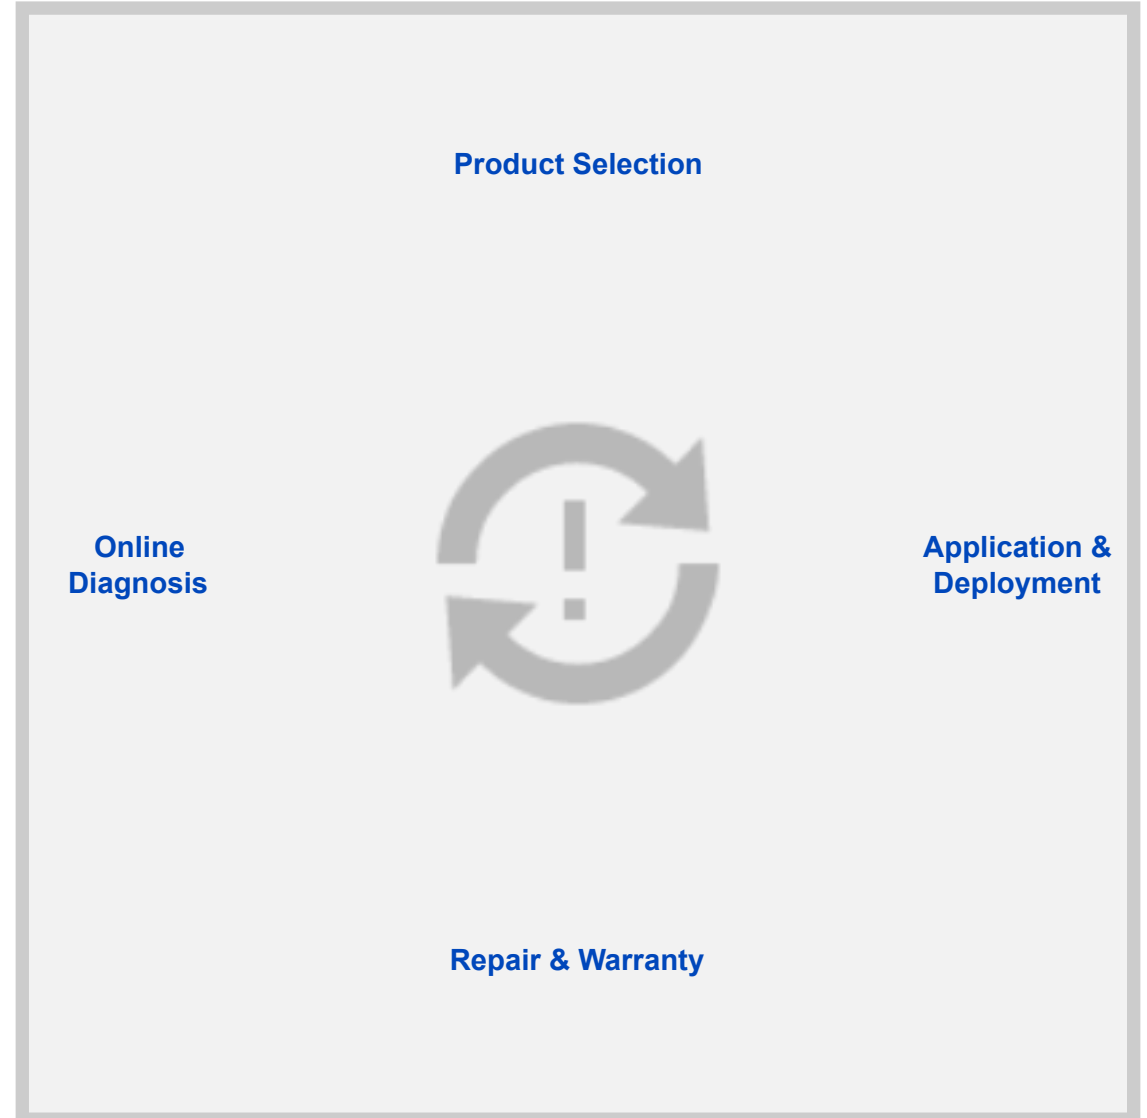 Product Selection
Online
Diagnosis
Application &
Deployment
Repair & Warranty